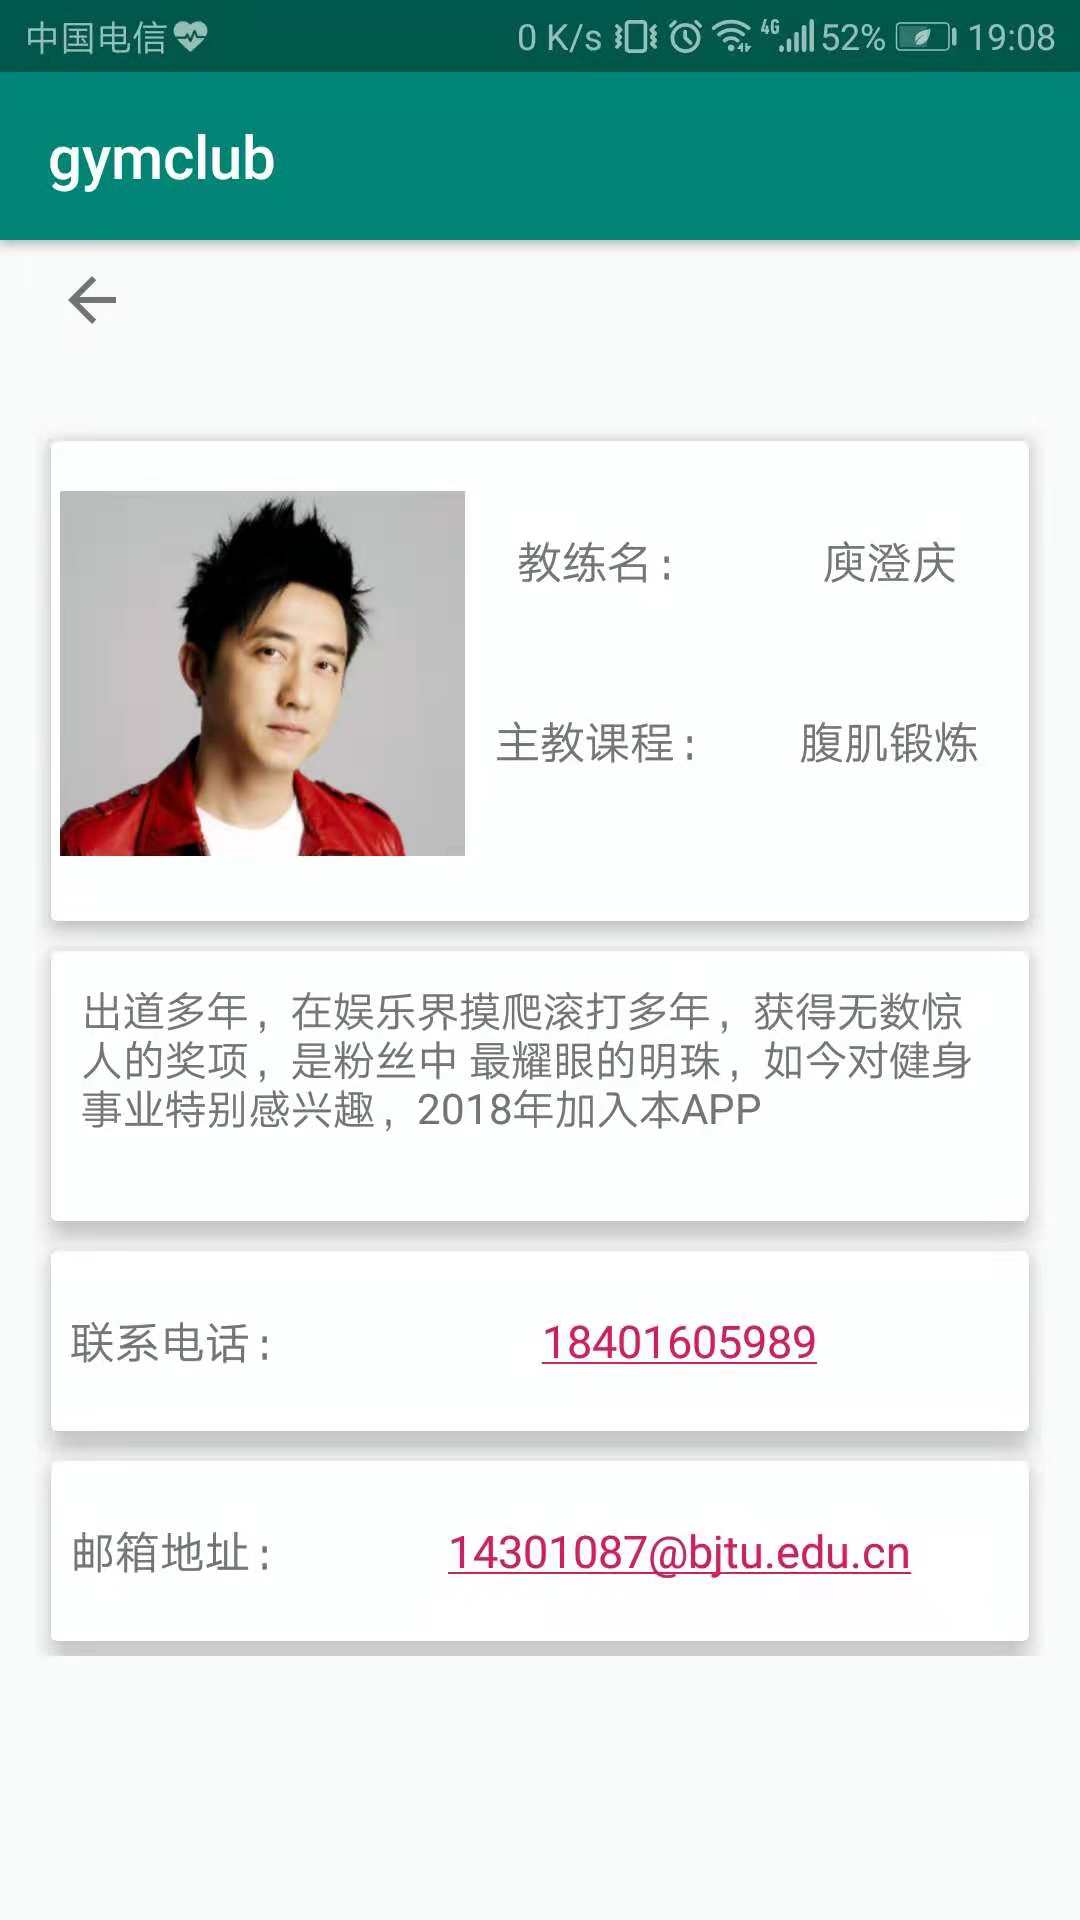 中国电信 0 K/s 4G 52% 19:08
gymclub
教练名: 庾澄庆
主教课程: 腹肌锻炼
出道多年，在娱乐界摸爬滚打多年，获得无数惊
人的奖项，是粉丝中 最耀眼的明珠，如今对健身
事业特别感兴趣，2018年加入本APP
联系电话: 18401605989
邮箱地址: 14301087@bjtu.edu.cn